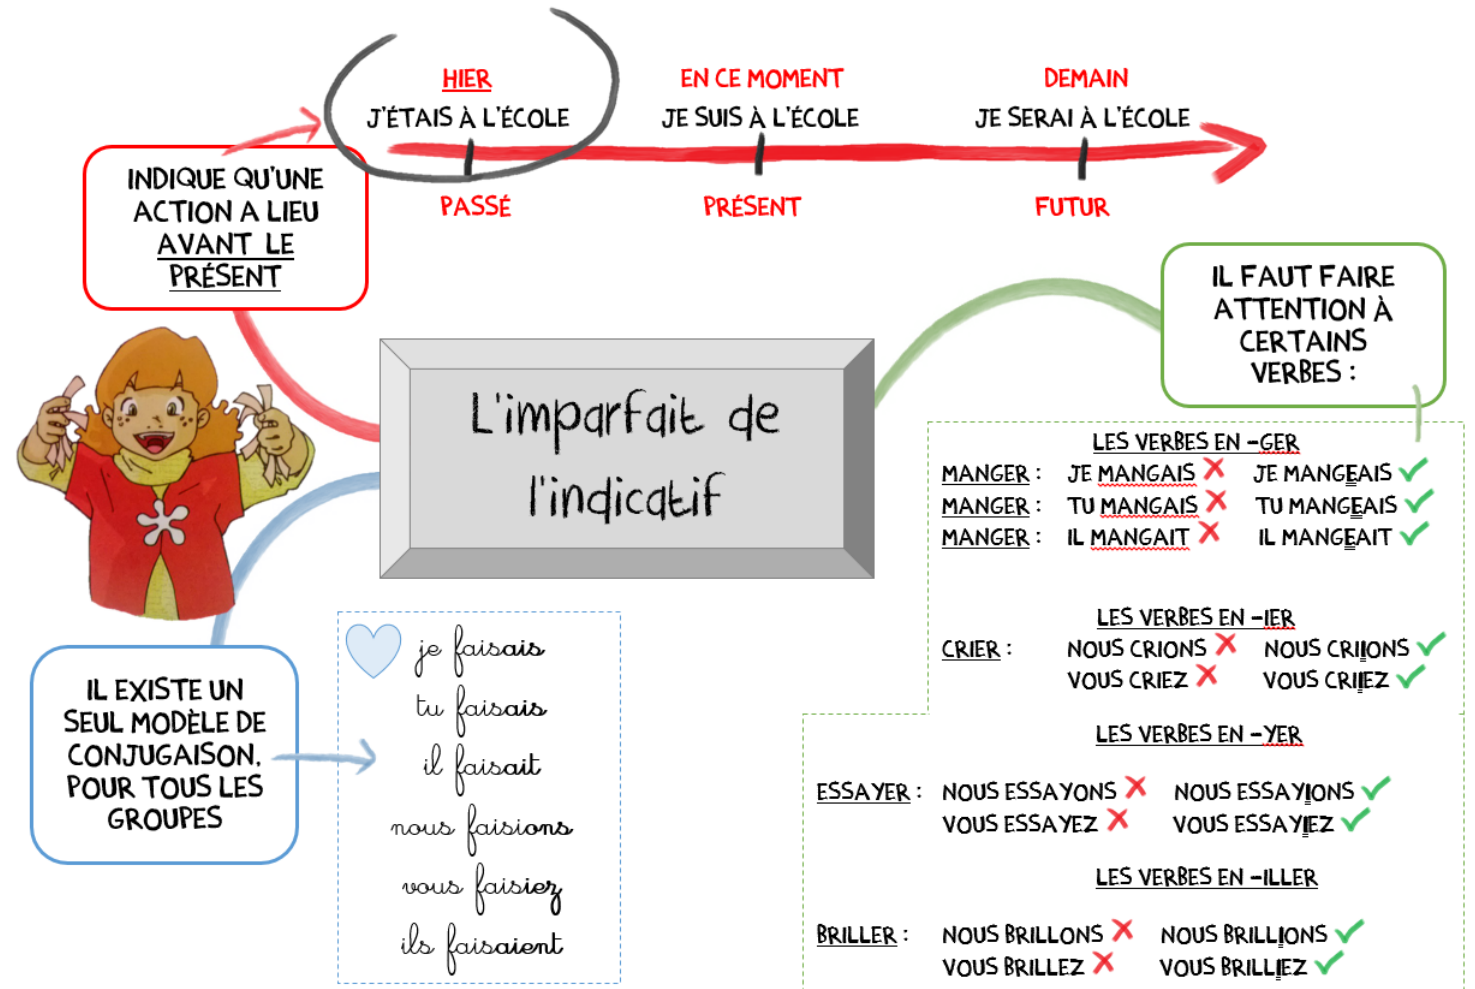 HIER
EN CE MOMENT
DEMAIN
J'ÉTAIS À L'ÉCOLE
JE SUIS À L'ÉCOLE
JE SERAI À L'ÉCOLE
PASSÉ
PRÉSENT
FUTUR
INDIQUE QU'UNE
ACTION A LIEU
AVANT LE
PRÉSENT
L'imparfait de
l'indicatif
IL FAUT FAIRE
ATTENTION À
CERTAINS
VERBES :
LES VERBES EN -GER
MANGER : JE MANGAIS ❌ JE MANGEAIS ✓
MANGER : TU MANGAIS ❌ TU MANGEAIS ✓
MANGER : IL MANGAIT ❌ IL MANGEAIT ✓
LES VERBES EN -IER
CRIER : NOUS CRIONS ❌ NOUS CRIIONS ✓
VOUS CRIEZ ❌ VOUS CRIIEZ ✓
LES VERBES EN -YER
ESSAYER : NOUS ESSAYONS ❌ NOUS ESSAYIONS ✓
VOUS ESSAYEZ ❌ VOUS ESSAYIEZ ✓
LES VERBES EN -ILLER
BRILLER : NOUS BRILLONS ❌ NOUS BRILLIONS ✓
VOUS BRILLEZ ❌ VOUS BRILLIEZ ✓
IL EXISTE UN
SEUL MODÈLE DE
CONJUGAISON,
POUR TOUS LES
GROUPES
je faisais
tu faisais
il faisait
nous faisions
vous faisiez
ils faisaient